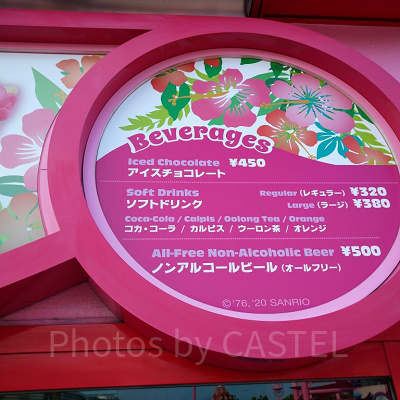 Beverages
Iced Chocolate ¥450
アイスチョコレート
Soft Drinks Regular (レギュラー) ¥320
ソフトドリンク Large (ラージ) ¥380
Coca-Cola / Calpis / Oolong Tea / Orange
コカ・コーラ / カルピス / ウーロン茶 / オレンジ
All-Free Non-Alcoholic Beer ¥500
ノンアルコールビール (オールフリー)
©'76, '20 SANRIO
Photos by CASTEL